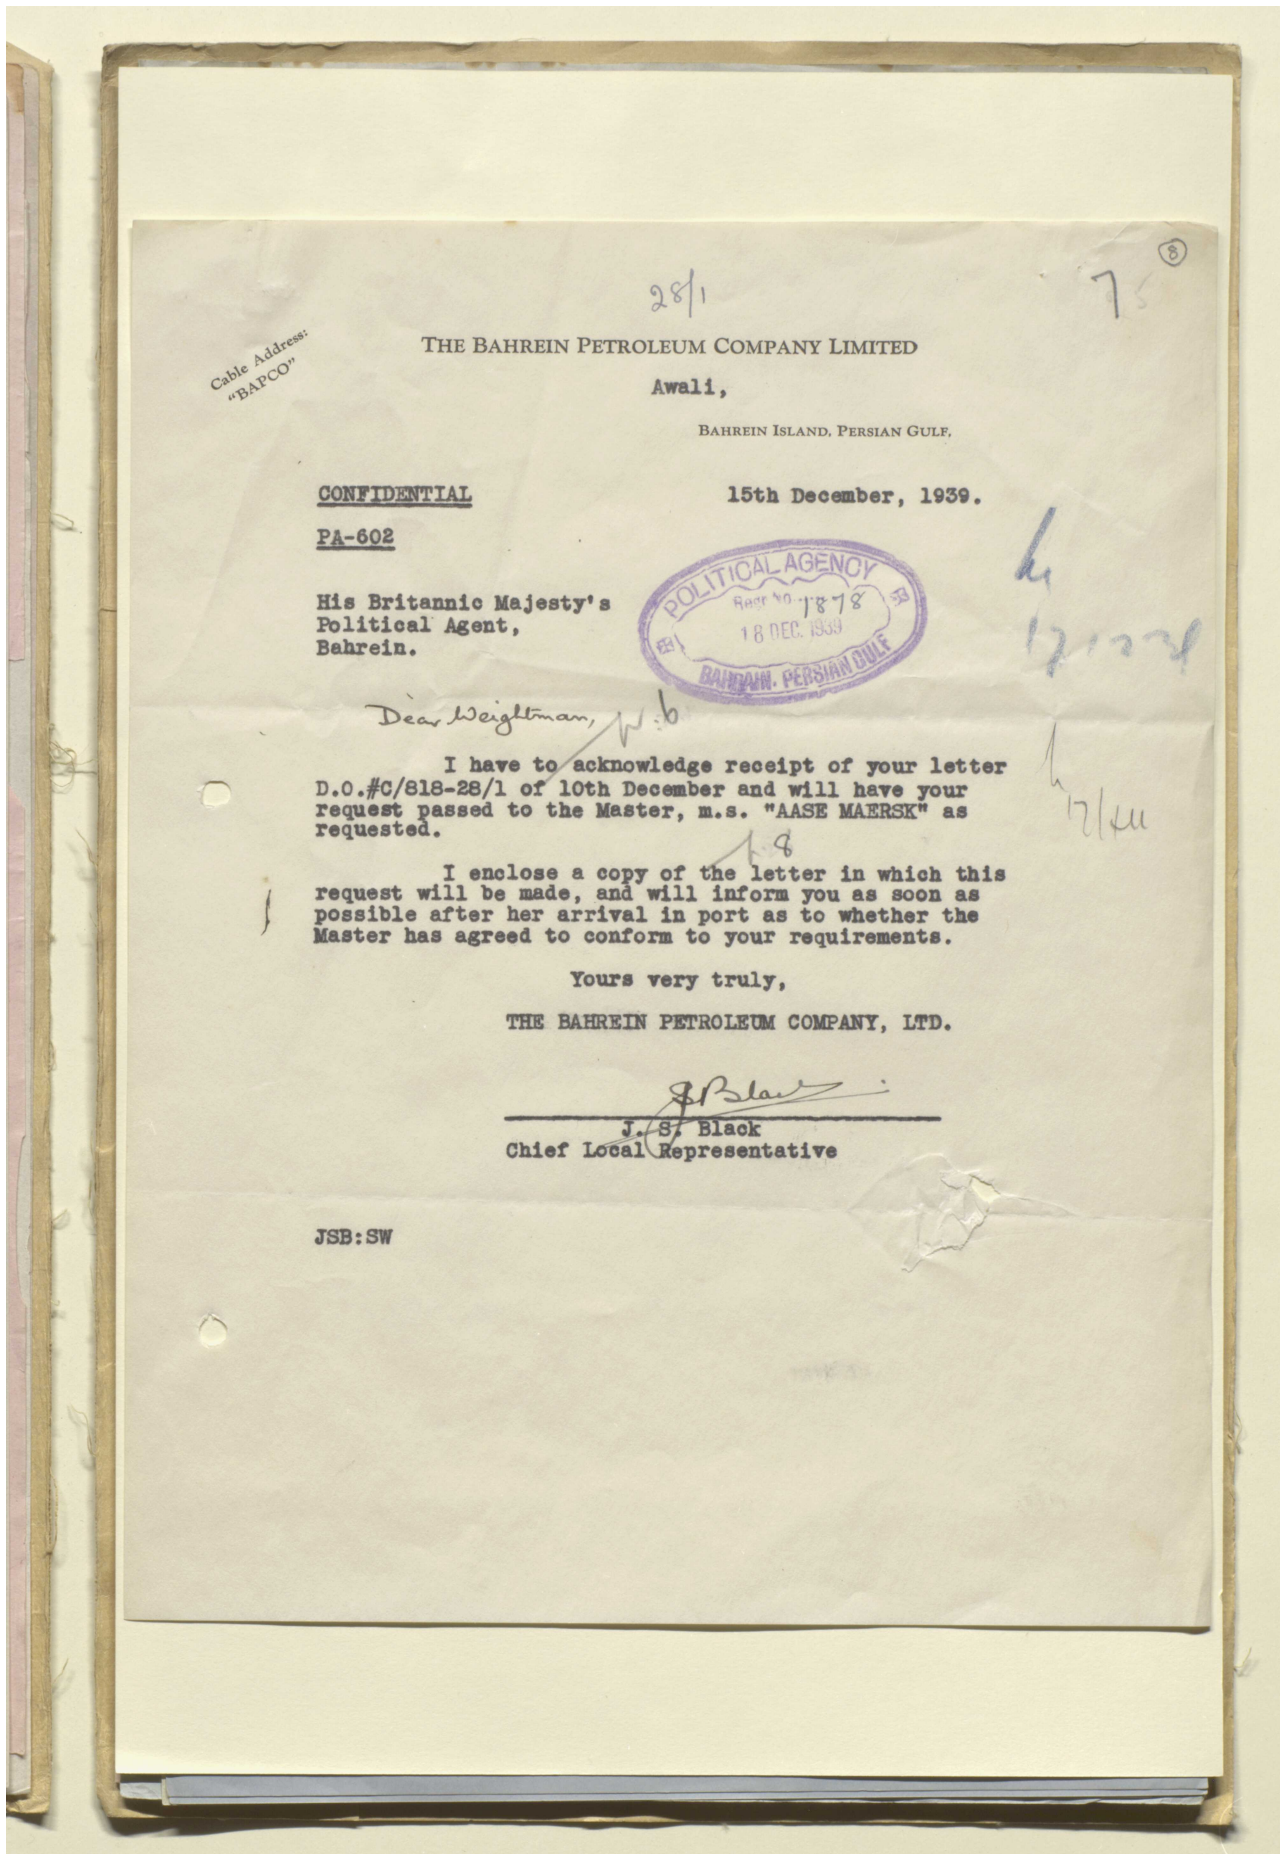 8
7
28/1
Cable Address:
"BAPCO"
THE BAHREIN PETROLEUM COMPANY LIMITED
Awali,
BAHREIN ISLAND, PERSIAN GULF,
CONFIDENTIAL
15th December, 1939.
PA-602
His Britannic Majesty's
Political Agent,
Bahrein.
POLITICAL AGENCY
Regr No. 1878
18 DEC. 1939
BAHRAIN. PERSIAN GULF
Dear Weightman,
p. 6
I have to acknowledge receipt of your letter
D.O.#C/818-28/1 of 10th December and will have your
request passed to the Master, m.s. "AASE MAERSK" as
requested.
17/XII
p. 8
I enclose a copy of the letter in which this
request will be made, and will inform you as soon as
possible after her arrival in port as to whether the
Master has agreed to conform to your requirements.
Yours very truly,
THE BAHREIN PETROLEUM COMPANY, LTD.
JSBlack
J. S. Black
Chief Local Representative
JSB:SW